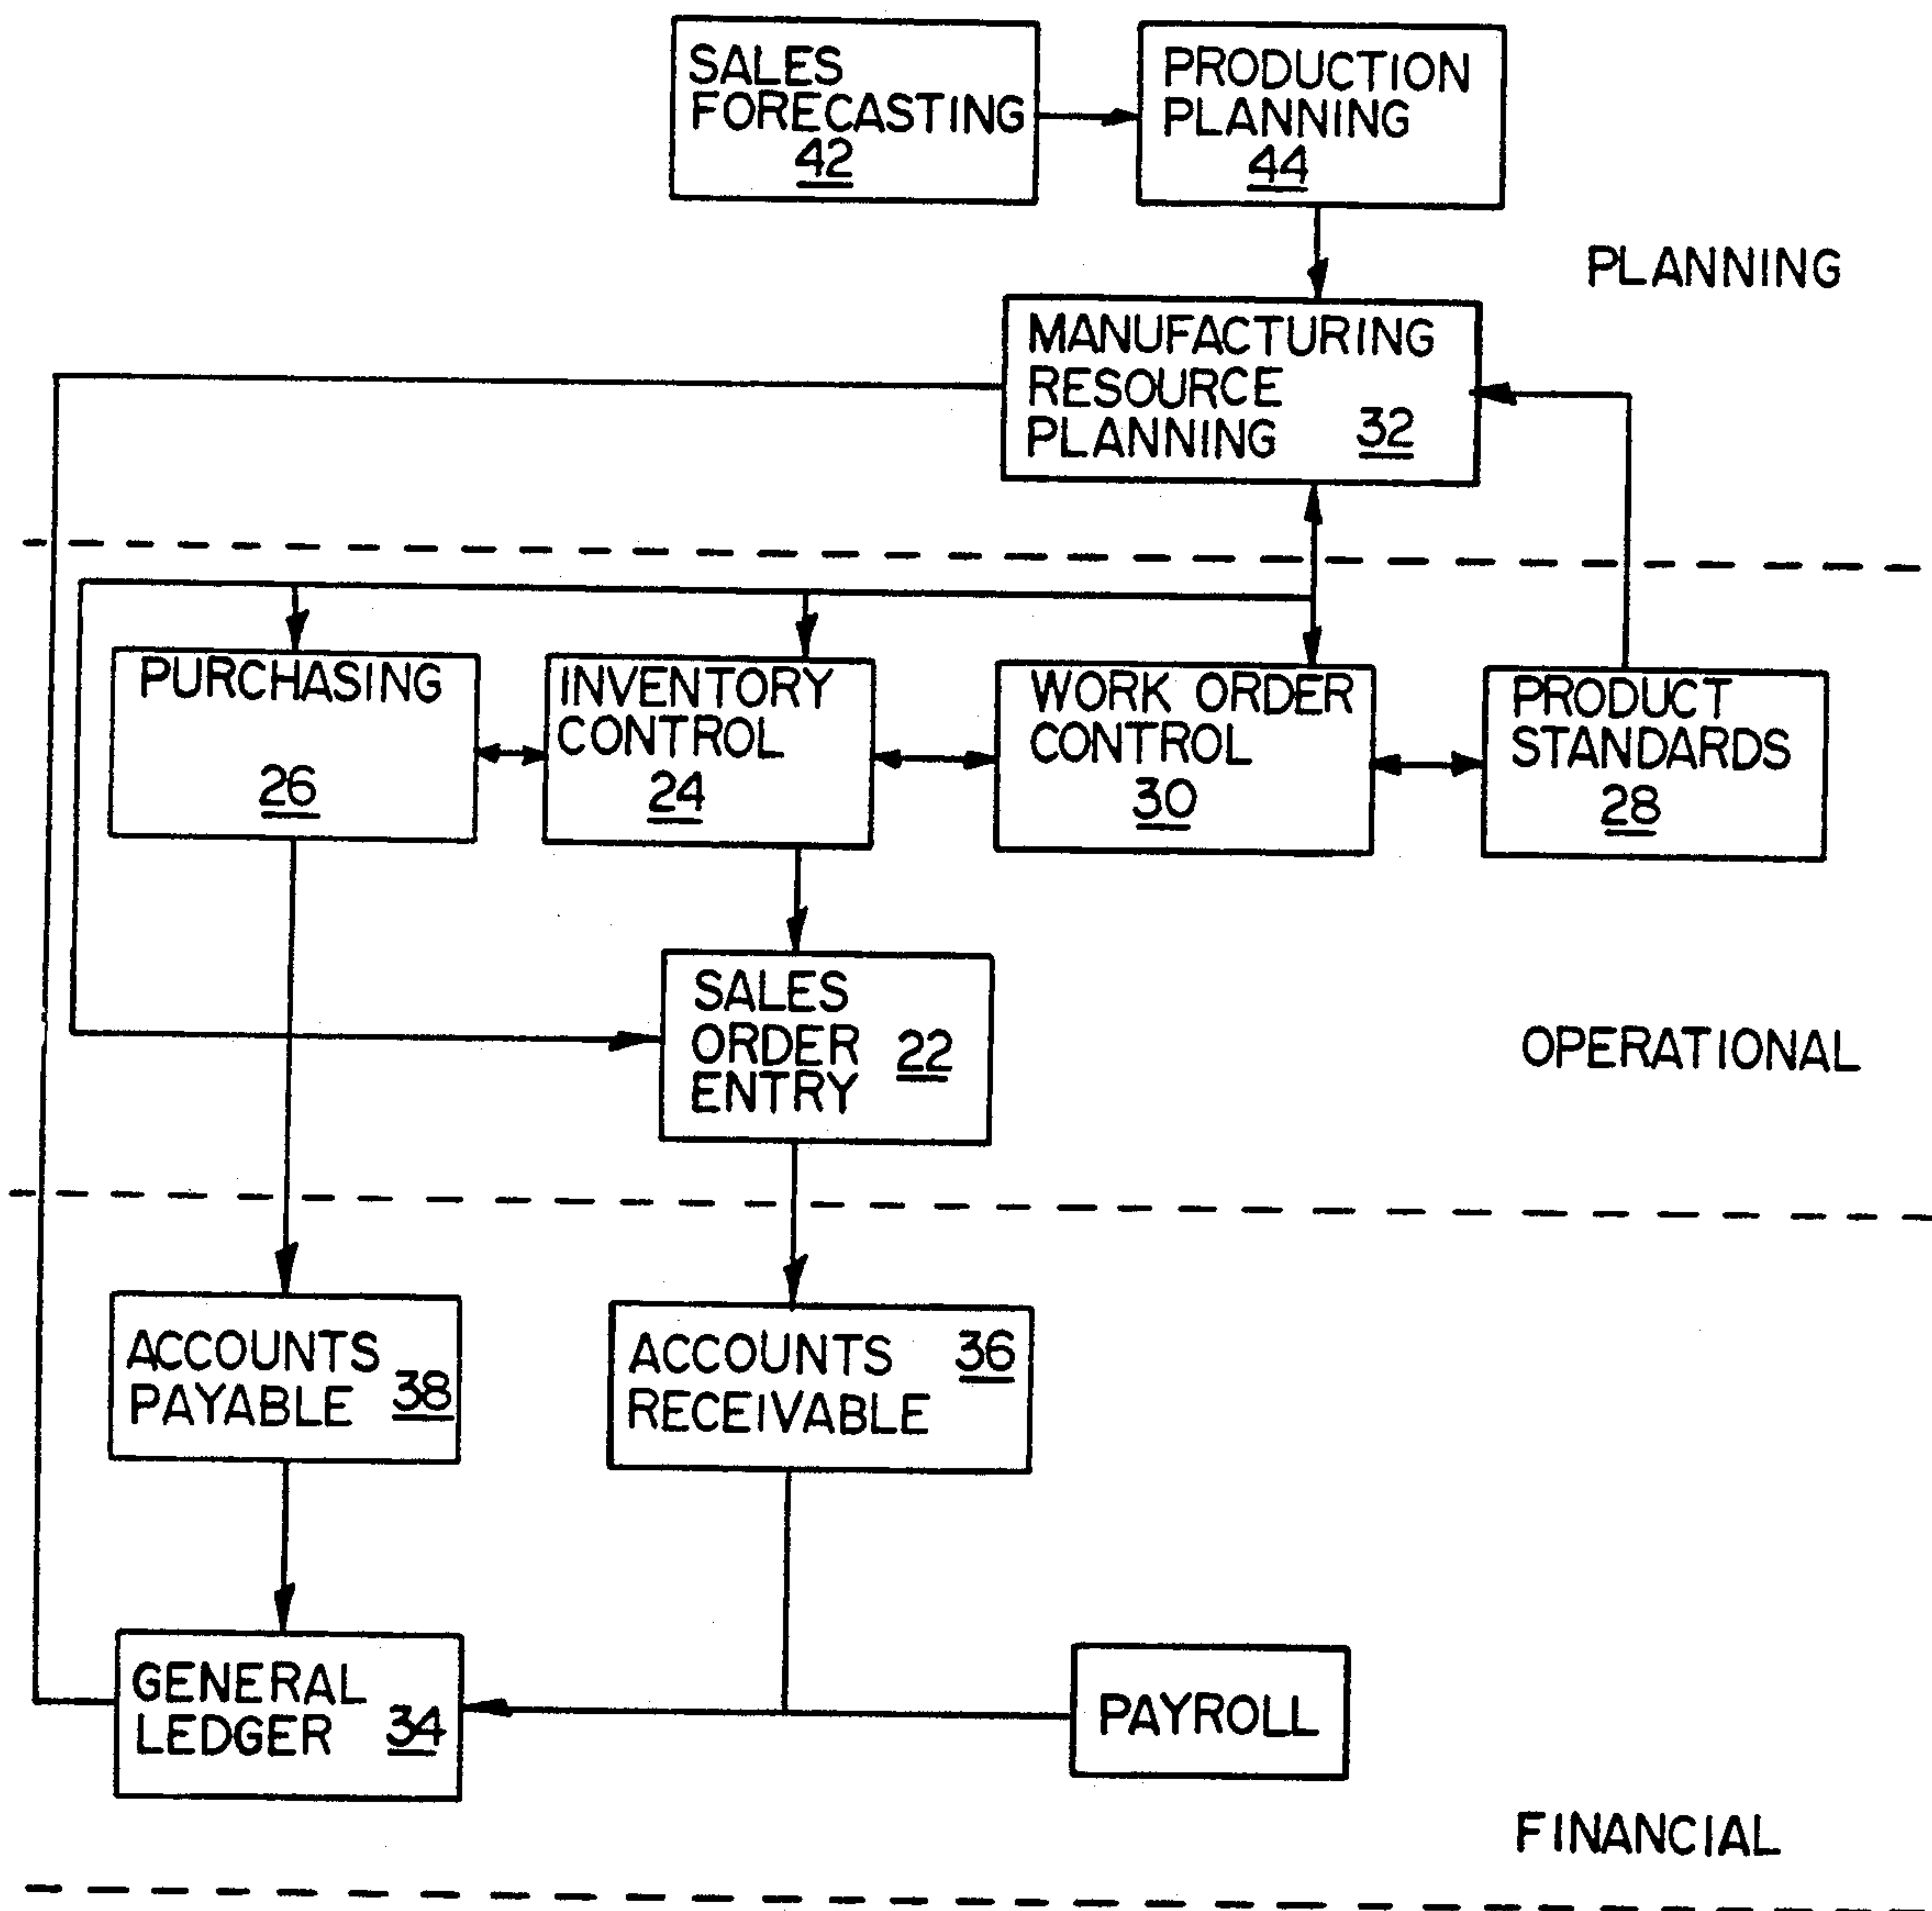 SALES
FORECASTING
42
PRODUCTION
PLANNING
44
PLANNING
MANUFACTURING
RESOURCE
PLANNING 32
PURCHASING
26
INVENTORY
CONTROL
24
WORK ORDER
CONTROL
30
PRODUCT
STANDARDS
28
SALES
ORDER 22
ENTRY
OPERATIONAL
ACCOUNTS
PAYABLE 38
ACCOUNTS 36
RECEIVABLE
GENERAL
LEDGER 34
PAYROLL
FINANCIAL